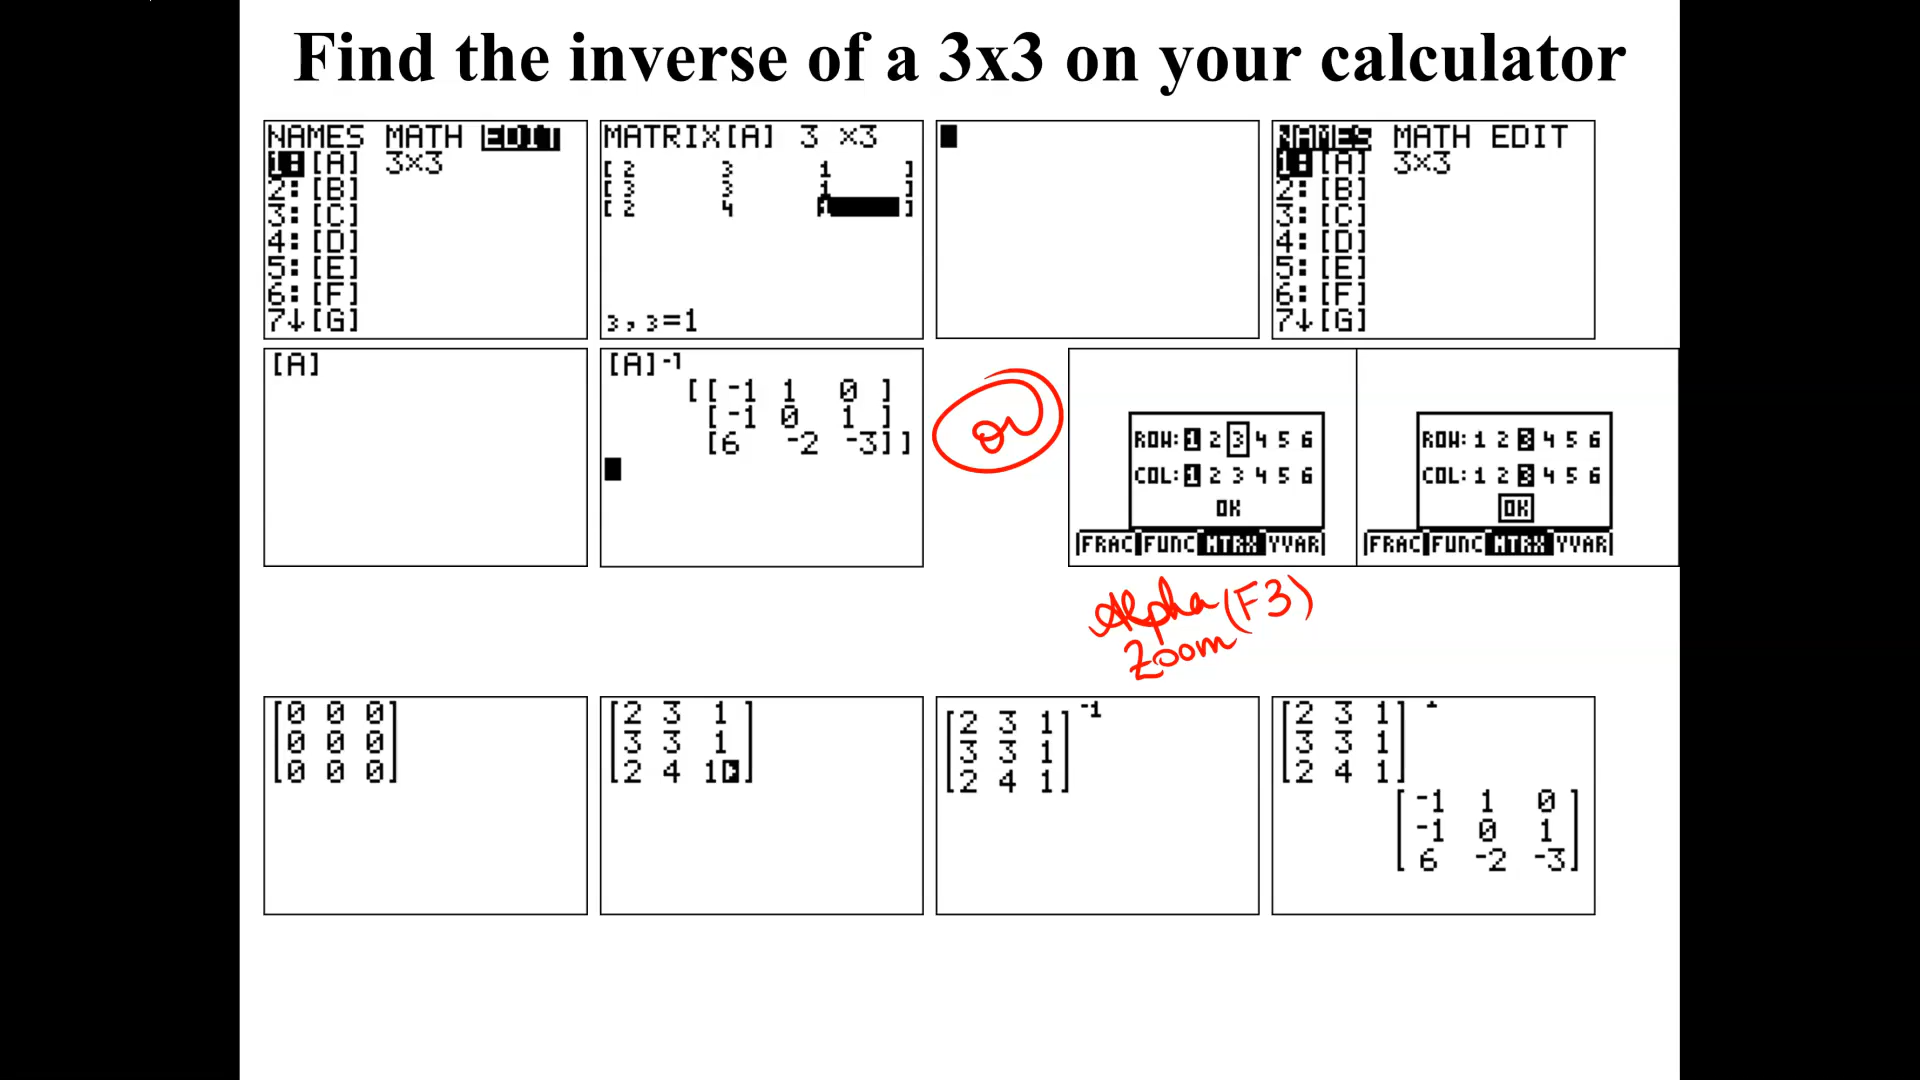 Find the inverse of a 3x3 on your calculator
NAMES MATH EDIT
1:[A] 3×3
2:[B]
3:[C]
4:[D]
5:[E]
6:[F]
7↓[G]
MATRIX[A] 3 ×3
[ 2 3 1 ]
[ 3 3 1 ]
[ 2 4 1 ]
3,3=1
NAMES MATH EDIT
1:[A] 3×3
2:[B]
3:[C]
4:[D]
5:[E]
6:[F]
7↓[G]
[A]
[A]-1
[[-1 1 0 ]
[-1 0 1 ]
[6 -2 -3]]
or
ROW: 1 2 3 4 5 6
COL: 1 2 3 4 5 6
OK
FRAC FUNC MTRX YVAR
ROW: 1 2 3 4 5 6
COL: 1 2 3 4 5 6
OK
FRAC FUNC MTRX YVAR
Alpha (F3)
Zoom
[0 0 0]
[0 0 0]
[0 0 0]
[2 3 1]
[3 3 1]
[2 4 1]
[2 3 1]-1
[3 3 1]
[2 4 1]
[2 3 1]
[3 3 1]
[2 4 1]
[-1 1 0]
[-1 0 1]
[6 -2 -3]